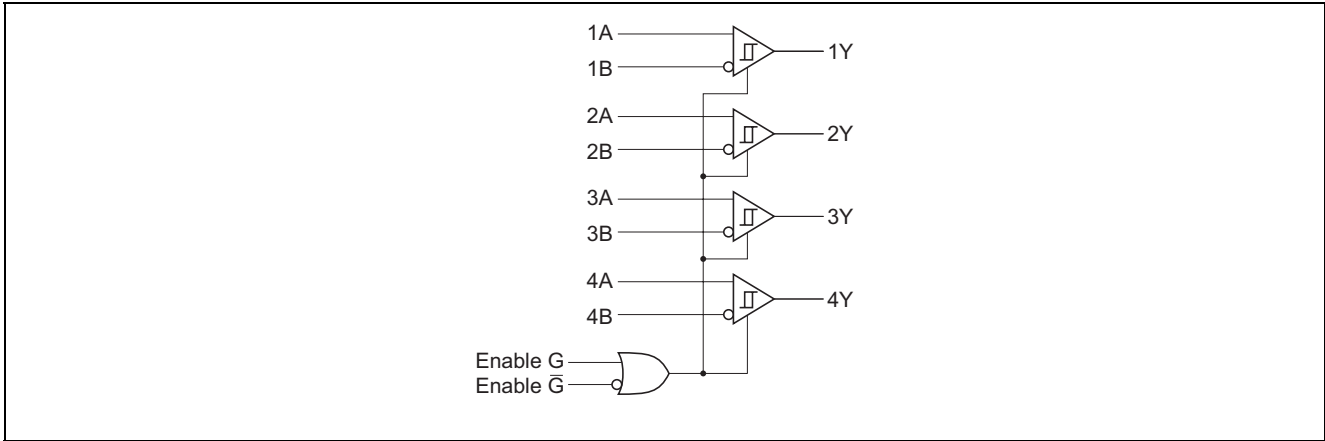 1A
1B
1Y
2A
2B
2Y
3A
3B
3Y
4A
4B
4Y
Enable G
Enable G̅